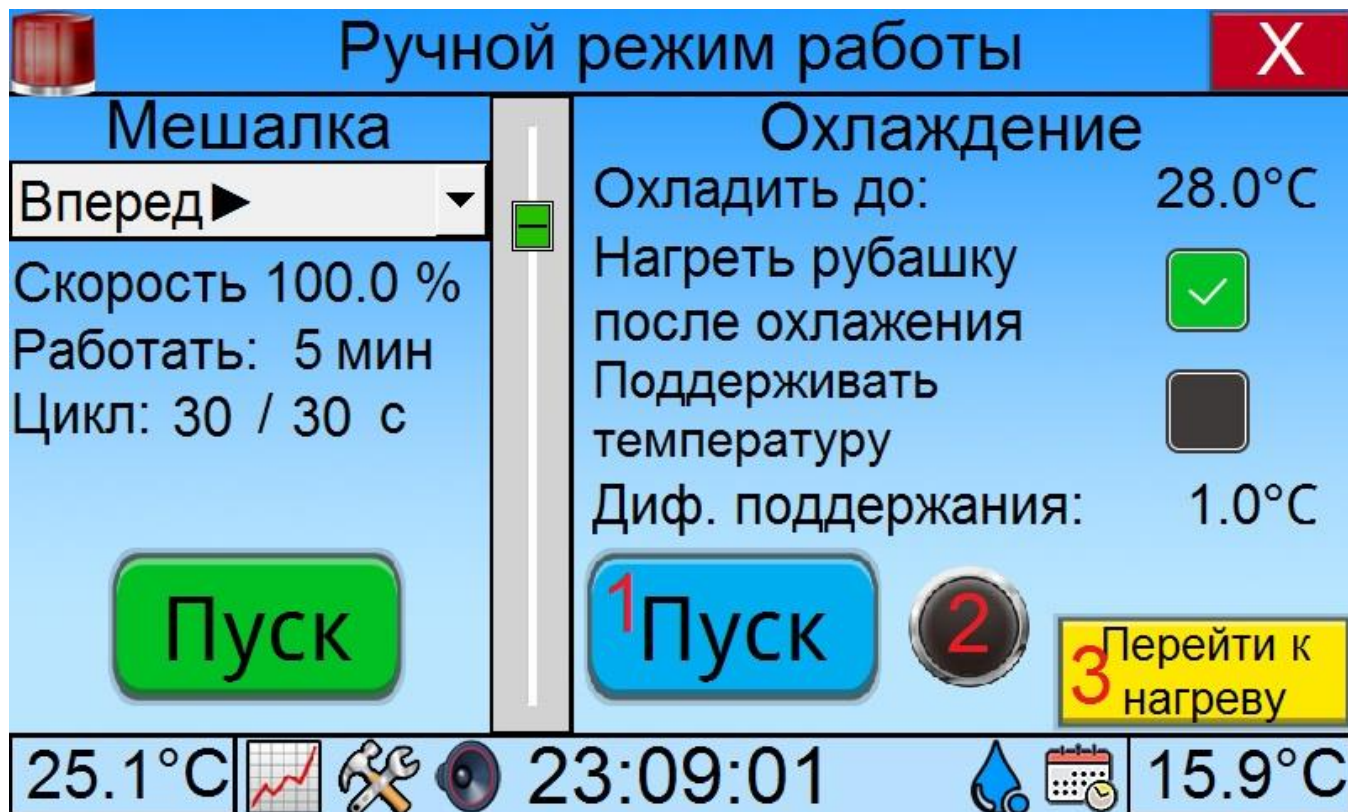 Ручной режим работы
X
Мешалка
Вперед►
Скорость 100.0 %
Работать: 5 мин
Цикл: 30 / 30 с
Пуск
Охлаждение
Охладить до: 28.0°C
Нагреть рубашку
после охлажения
Поддерживать
температуру
Диф. поддержания: 1.0°C
1 Пуск
2
3 Перейти к
нагреву
25.1°C
23:09:01
15.9°C